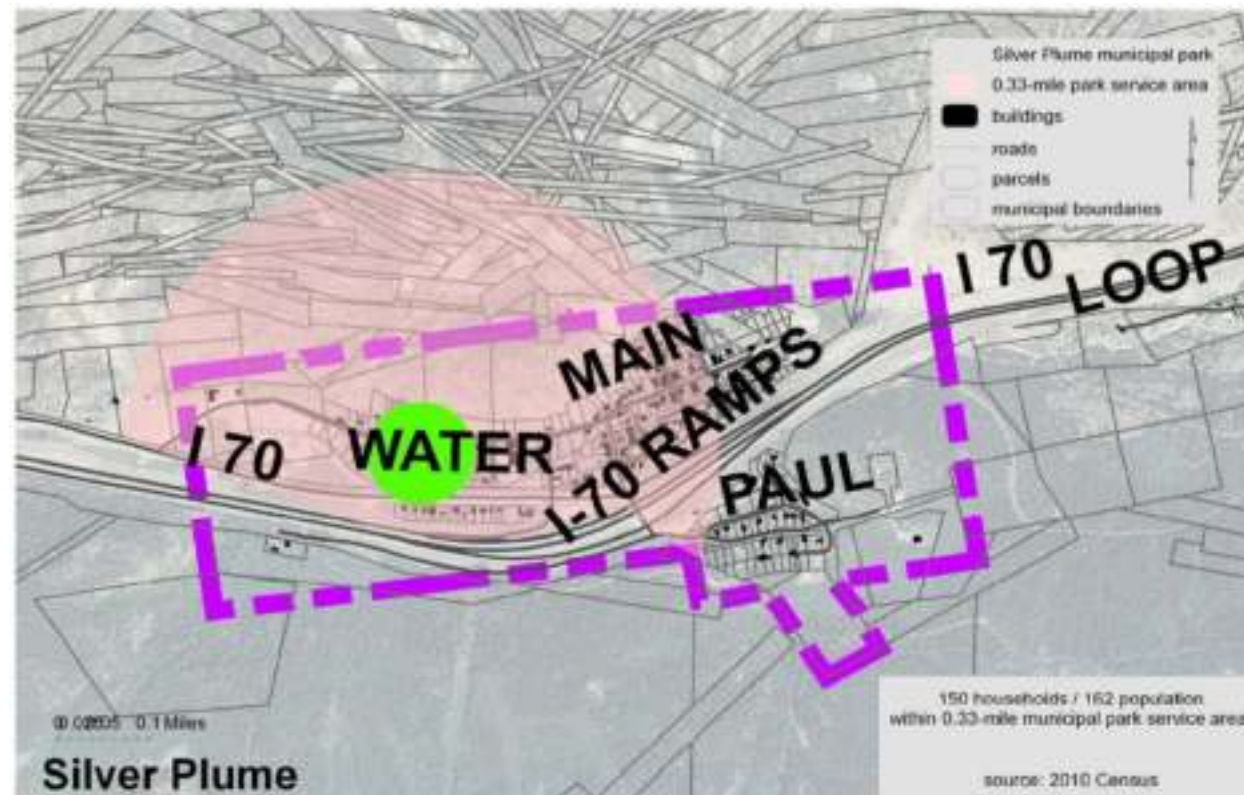 Silver Plume municipal park
0.33-mile park service area
buildings
roads
parcels
municipal boundaries
I 70
LOOP
MAIN
I-70 RAMPS
WATER
I 70
PAUL
0.1 Miles
Silver Plume
150 households / 162 population
within 0.33-mile municipal park service area
source: 2010 Census